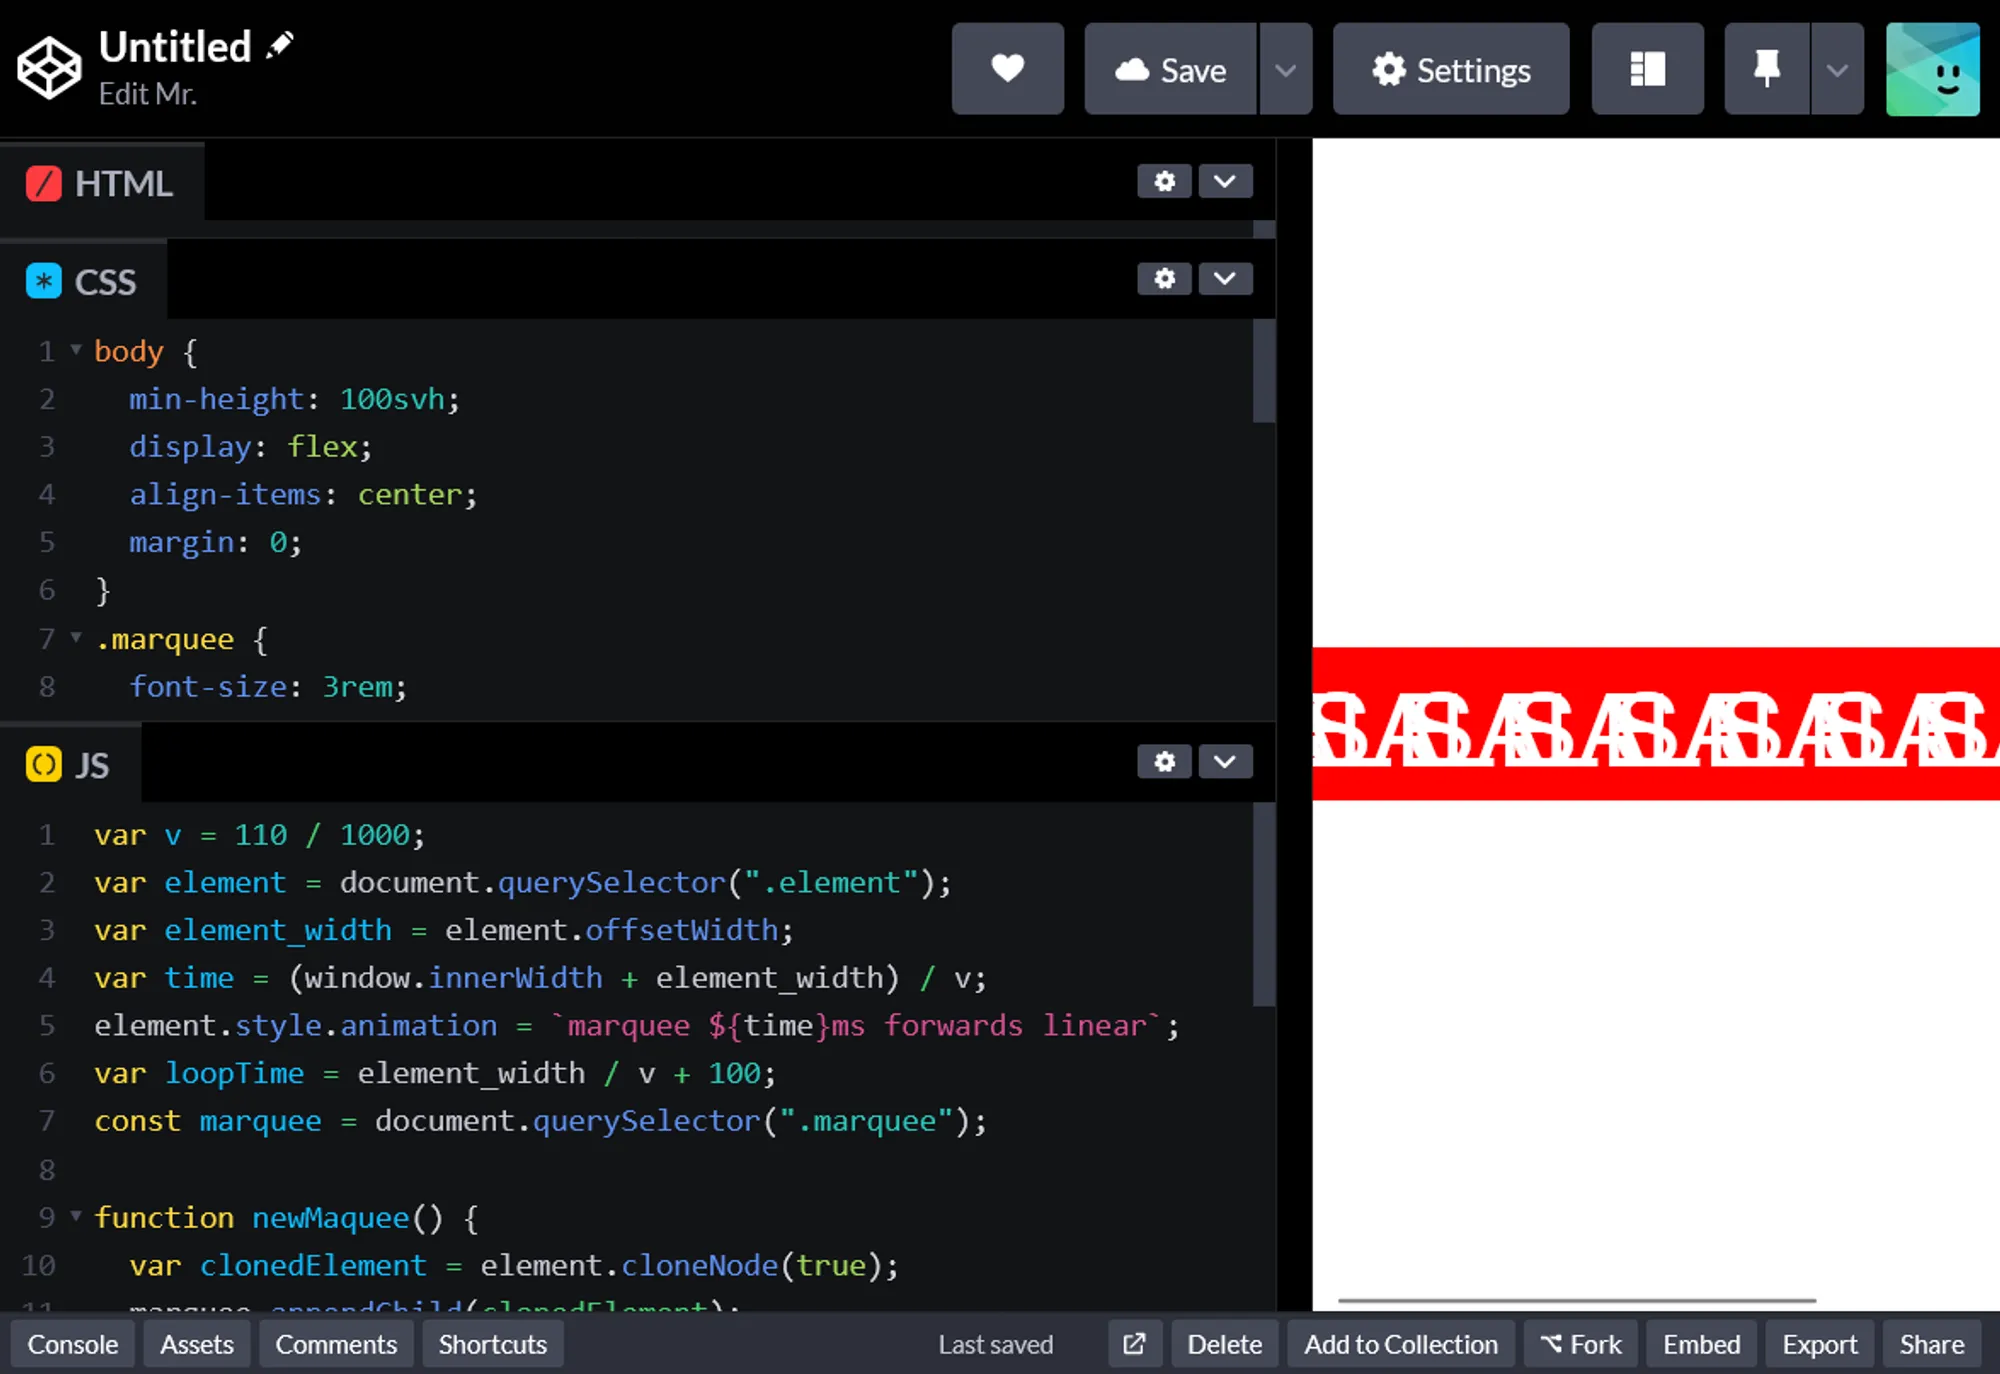 Untitled
Edit Mr.
Save
Settings
HTML
CSS
1 body {
2 min-height: 100svh;
3 display: flex;
4 align-items: center;
5 margin: 0;
6 }
7 .marquee {
8 font-size: 3rem;
JS
1 var v = 110 / 1000;
2 var element = document.querySelector(".element");
3 var element_width = element.offsetWidth;
4 var time = (window.innerWidth + element_width) / v;
5 element.style.animation = `marquee ${time}ms forwards linear`;
6 var loopTime = element_width / v + 100;
7 const marquee = document.querySelector(".marquee");
8
9 function newMaquee() {
10 var clonedElement = element.cloneNode(true);
11 marquee.appendChild(clonedElement);
Console Assets Comments Shortcuts Last saved Delete Add to Collection Fork Embed Export Share